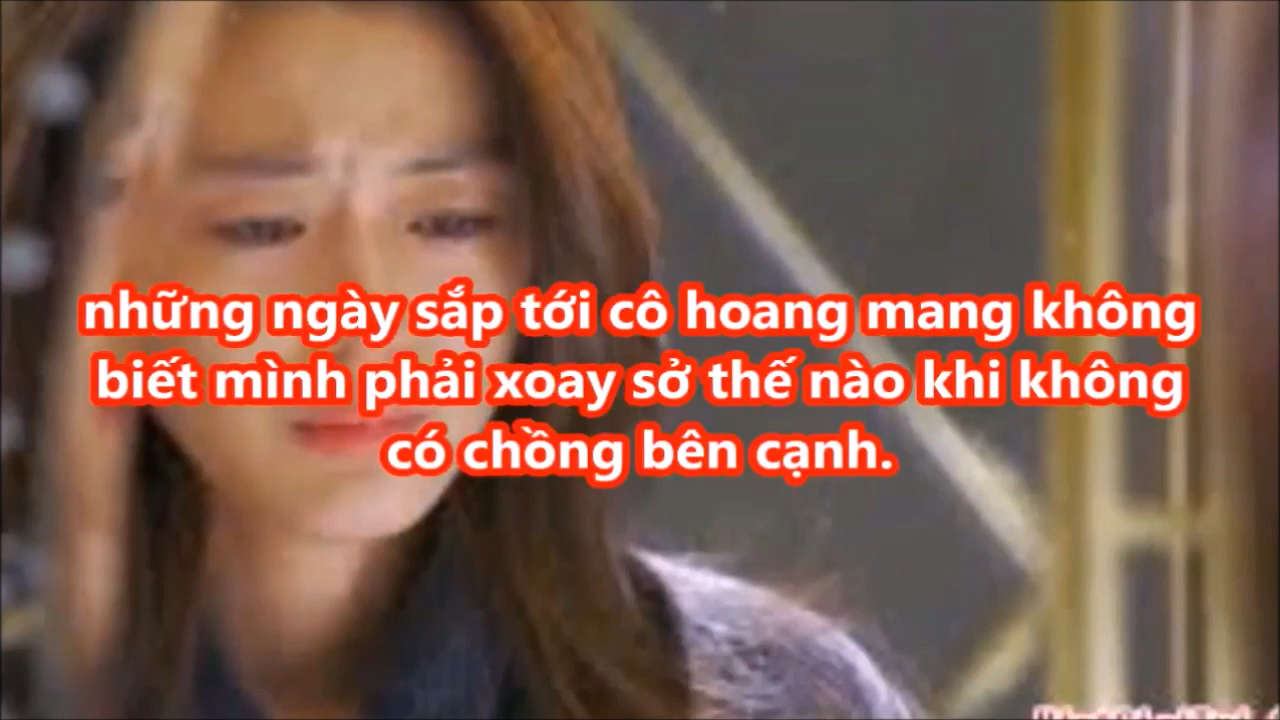 những ngày sắp tới cô hoang mang không
biết mình phải xoay sở thế nào khi không
có chồng bên cạnh.